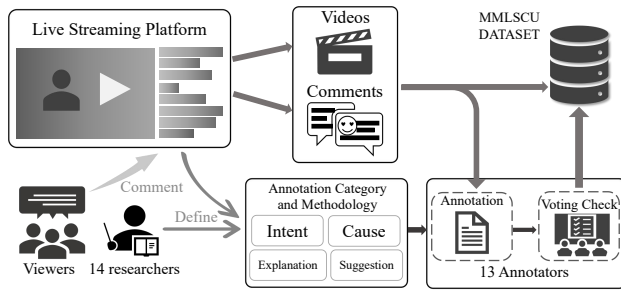 Live Streaming Platform
Videos
Comments
MMLSCU
DATASET
Comment
Define
Viewers
14 researchers
Annotation Category
and Methodology
Intent
Cause
Explanation
Suggestion
Annotation
Voting Check
13 Annotators